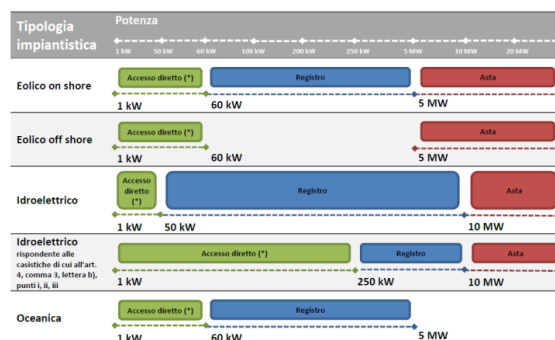 Tipologia
impiantistica
Potenza
1 kW 50 kW 60 kW 100 kW 200 kW 250 kW 5 MW 10 MW 20 MW
Eolico on shore
Accesso diretto (*) Registro Asta
1 kW 60 kW 5 MW
Eolico off shore
Accesso diretto (*) Asta
1 kW 60 kW 5 MW
Idroelettrico
Accesso
diretto
(*)
Registro Asta
1 kW 50 kW 10 MW
Idroelettrico
rispondente alle
casistiche di cui all'art.
4, comma 3, lettera b),
punti i, ii, iii
Accesso diretto (*) Registro Asta
1 kW 250 kW 10 MW
Oceanica
Accesso diretto (*) Registro
1 kW 60 kW 5 MW